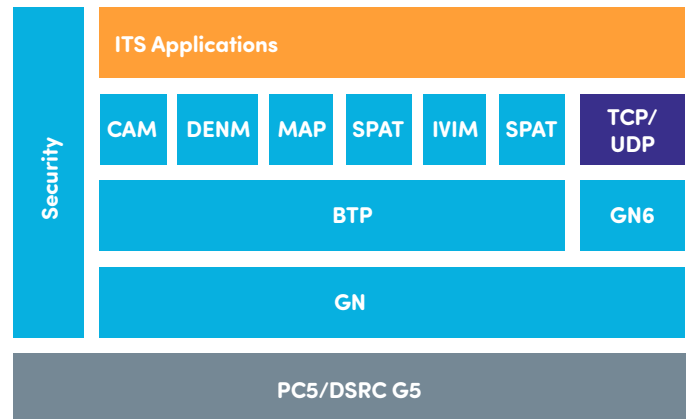 ITS Applications
Security
CAM
DENM
MAP
SPAT
IVIM
SPAT
TCP/
UDP
BTP
GN6
GN
PC5/DSRC G5